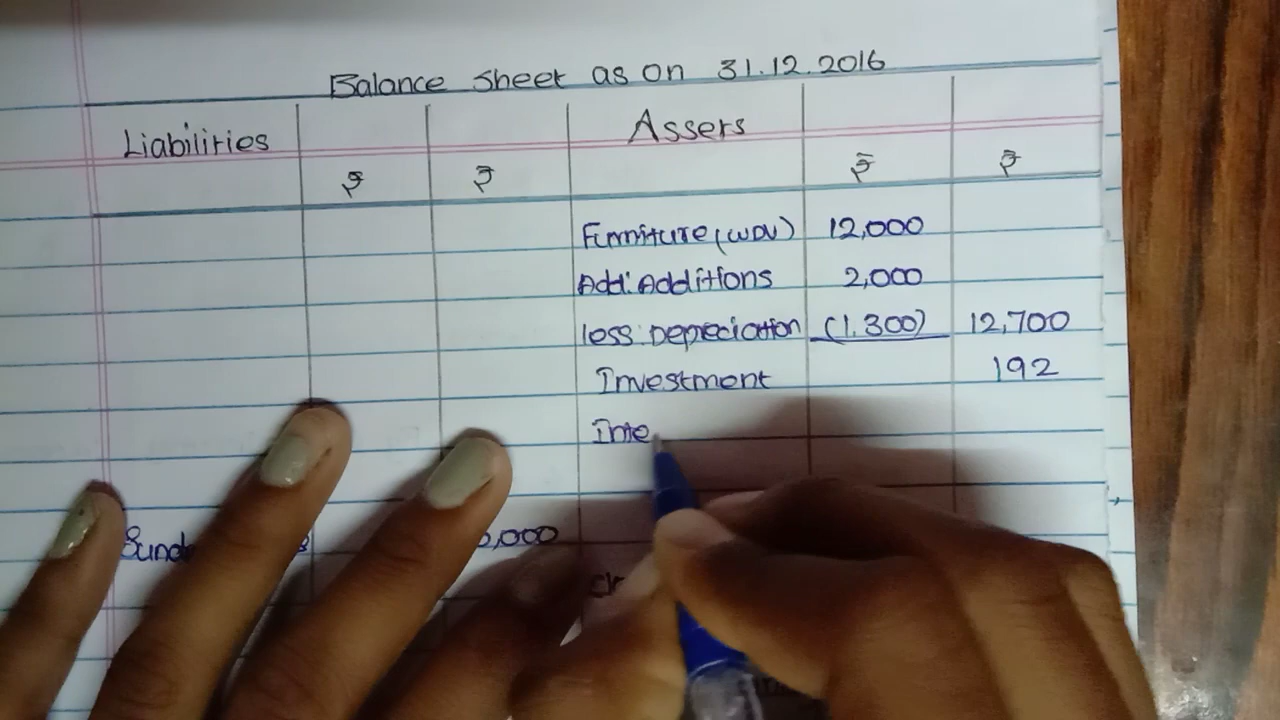 Balance Sheet as on 31.12.2016
Liabilities Assets
₹ ₹ ₹ ₹
Furniture (WDV) 12,000
Add: Additions 2,000
less: Depreciation (1,300) 12,700
Investment 192
Inte